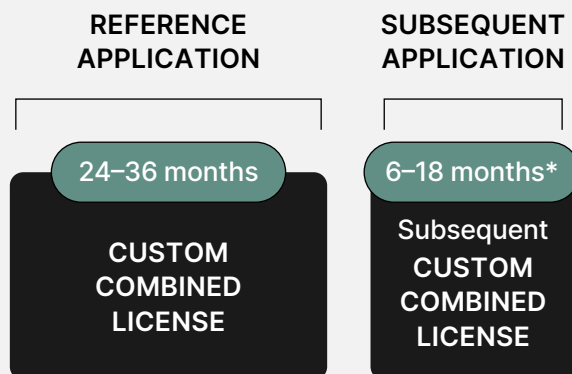 REFERENCE
APPLICATION
24–36 months
CUSTOM
COMBINED
LICENSE
SUBSEQUENT
APPLICATION
6–18 months*
Subsequent
CUSTOM
COMBINED
LICENSE